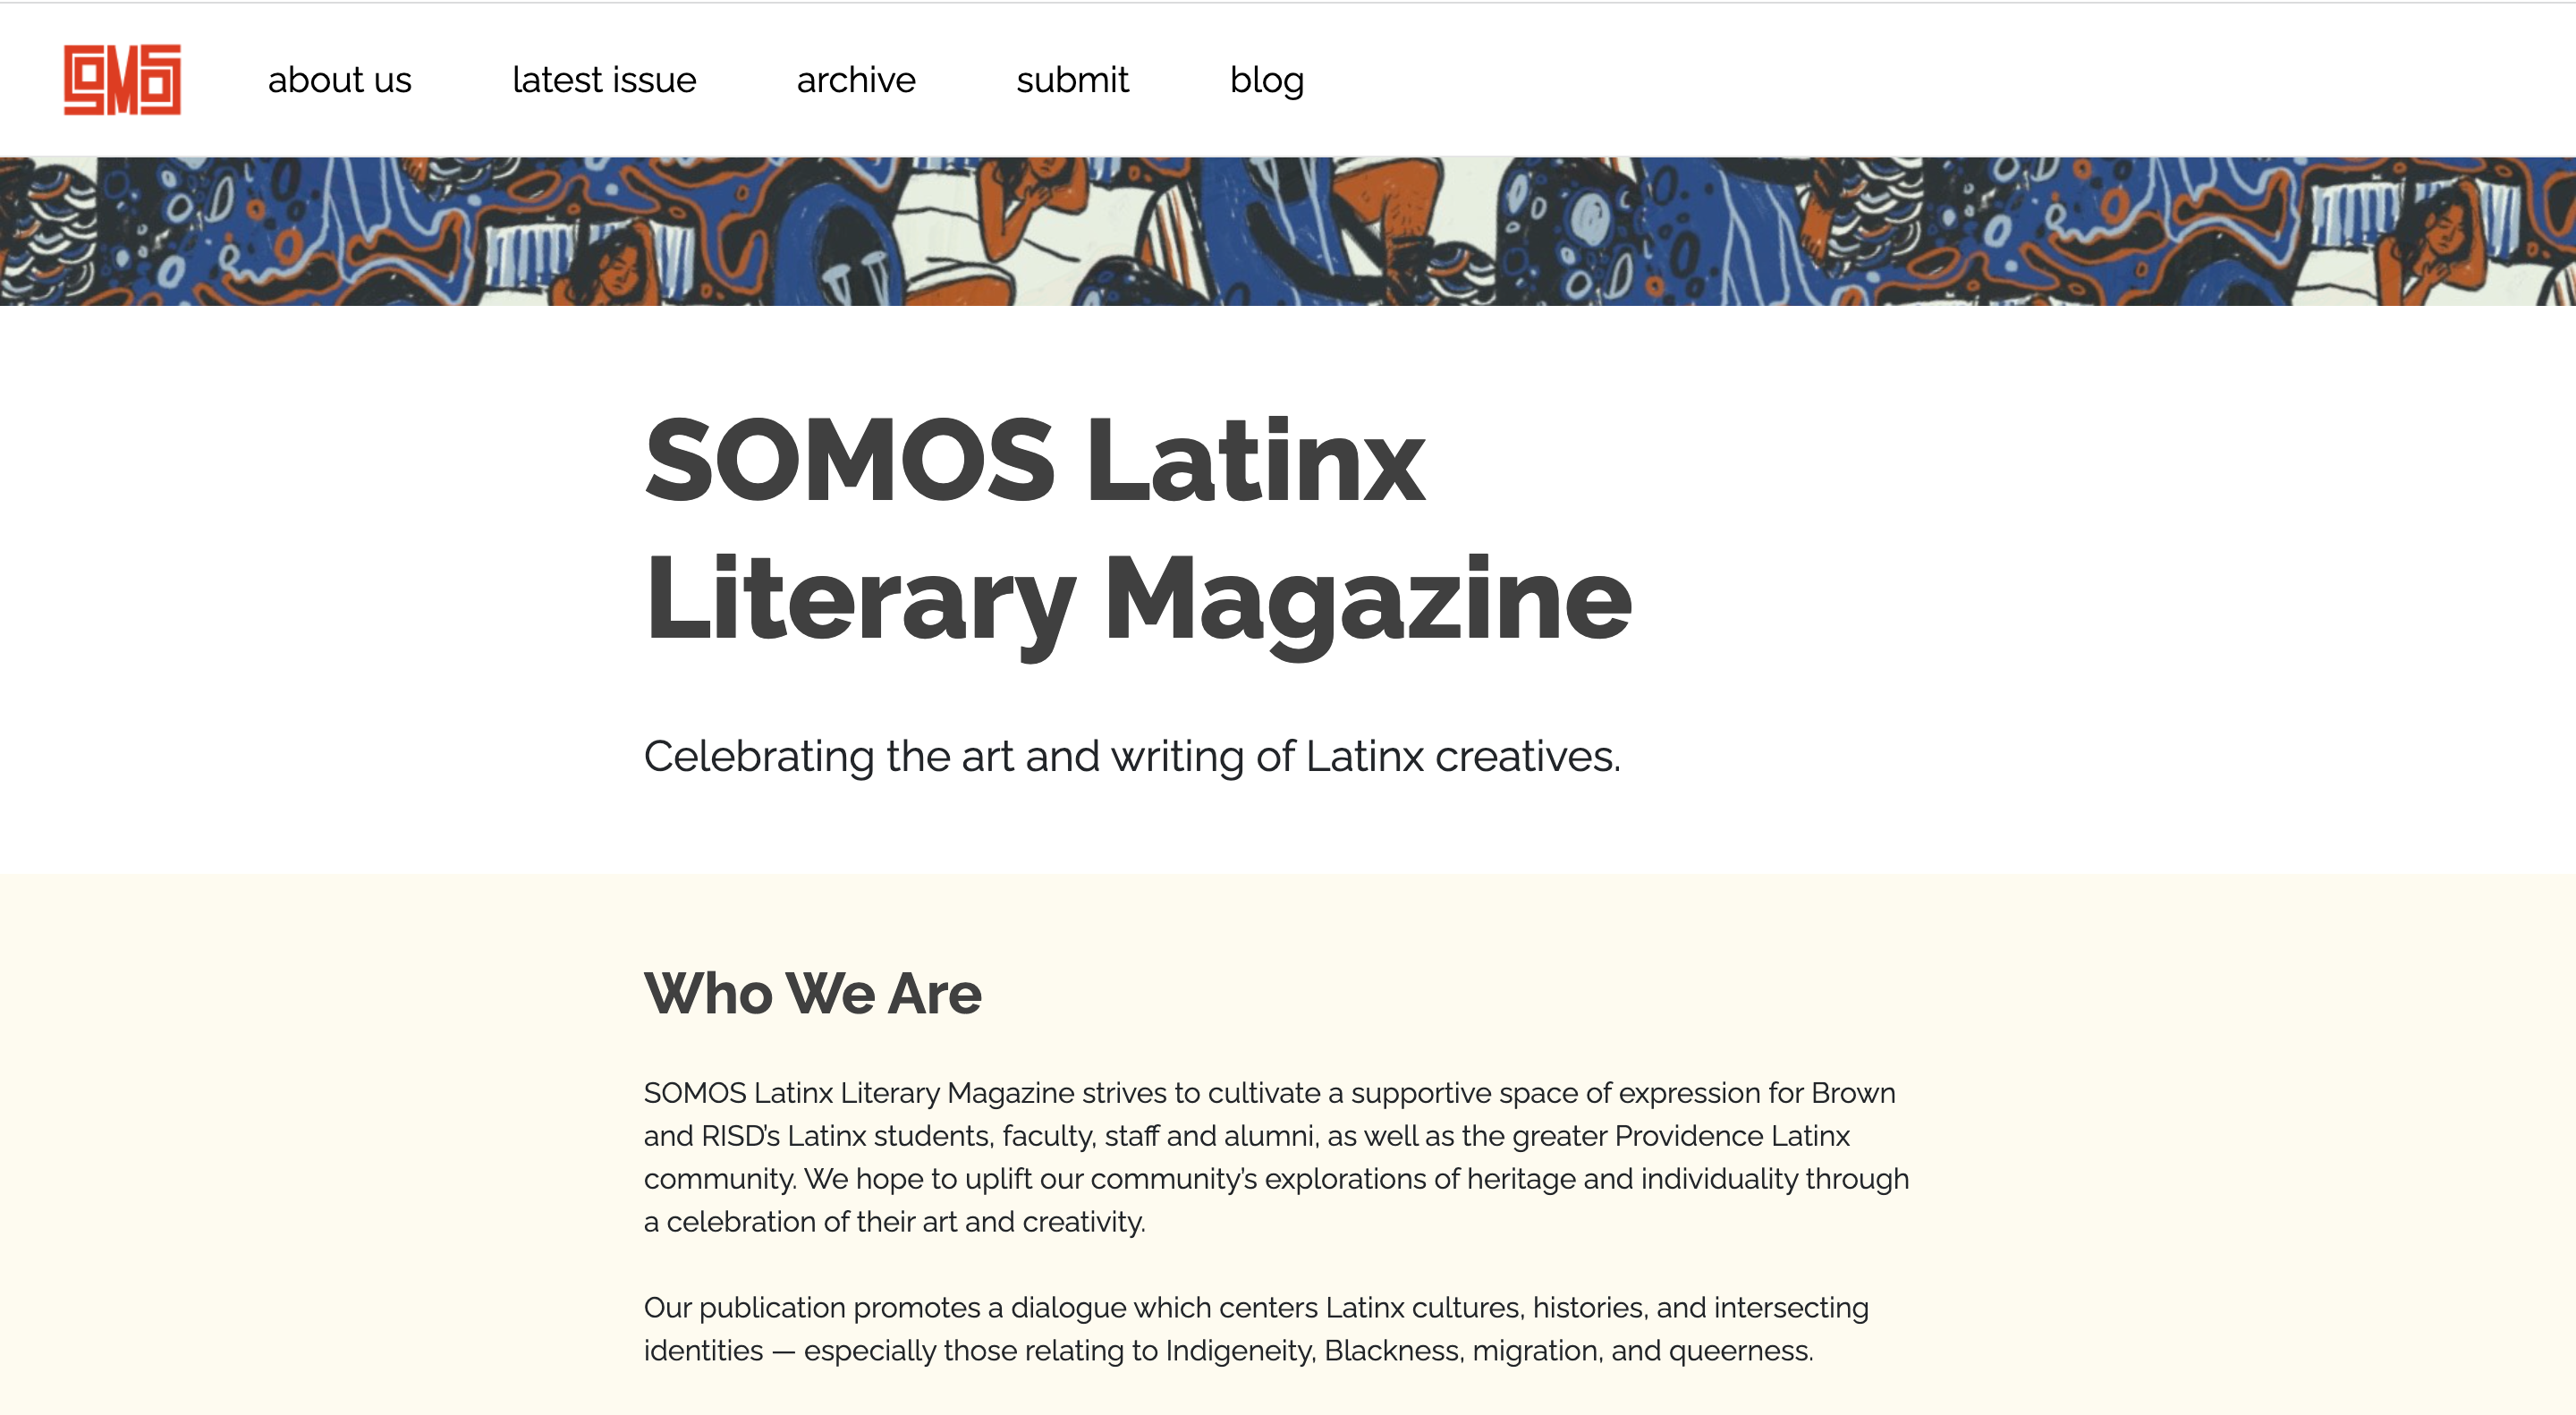 SOMOS
about us
latest issue
archive
submit
blog
SOMOS Latinx
Literary Magazine
Celebrating the art and writing of Latinx creatives.
Who We Are
SOMOS Latinx Literary Magazine strives to cultivate a supportive space of expression for Brown
and RISD’s Latinx students, faculty, staff and alumni, as well as the greater Providence Latinx
community. We hope to uplift our community’s explorations of heritage and individuality through
a celebration of their art and creativity.
Our publication promotes a dialogue which centers Latinx cultures, histories, and intersecting
identities — especially those relating to Indigeneity, Blackness, migration, and queerness.